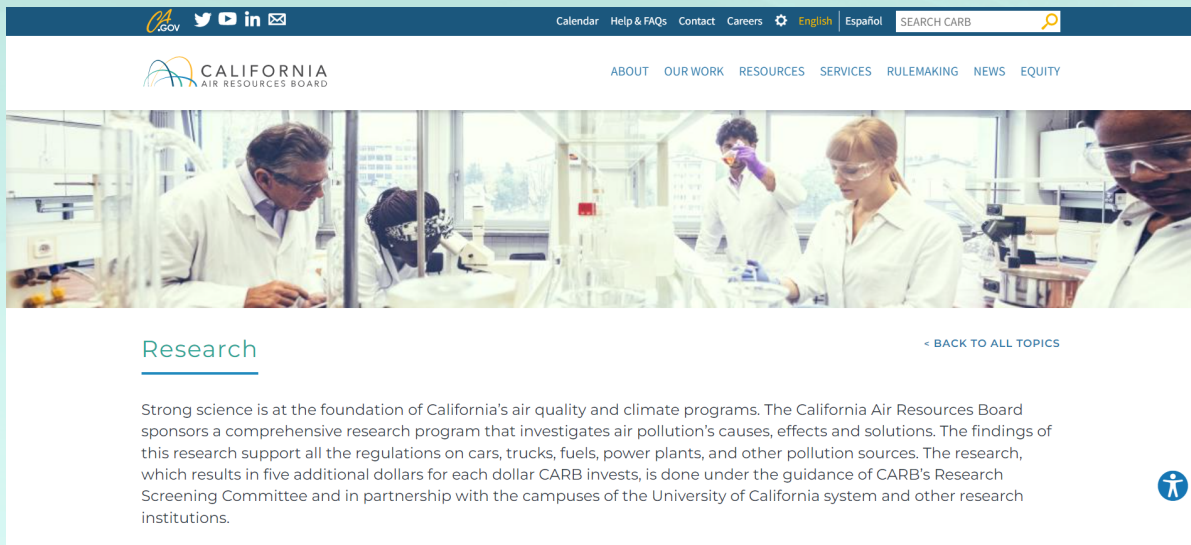 CA.GOV
Calendar Help & FAQs Contact Careers English Español SEARCH CARB
CALIFORNIA
AIR RESOURCES BOARD
ABOUT OUR WORK RESOURCES SERVICES RULEMAKING NEWS EQUITY
Research
< BACK TO ALL TOPICS
Strong science is at the foundation of California's air quality and climate programs. The California Air Resources Board
sponsors a comprehensive research program that investigates air pollution's causes, effects and solutions. The findings of
this research support all the regulations on cars, trucks, fuels, power plants, and other pollution sources. The research,
which results in five additional dollars for each dollar CARB invests, is done under the guidance of CARB's Research
Screening Committee and in partnership with the campuses of the University of California system and other research
institutions.